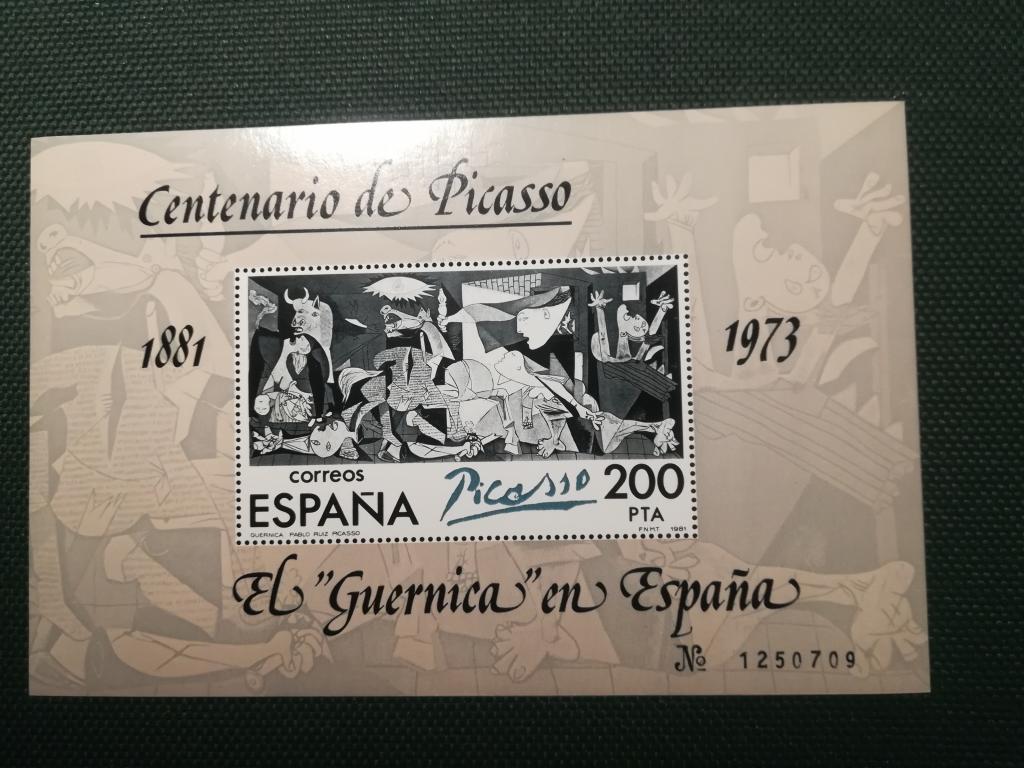 Centenario de Picasso
1881
1973
correos
ESPAÑA
Picasso
200
PTA
GUERNICA PABLO RUIZ PICASSO
F.N.M.T. 1981
El "Guernica" en España
Nº 1250709